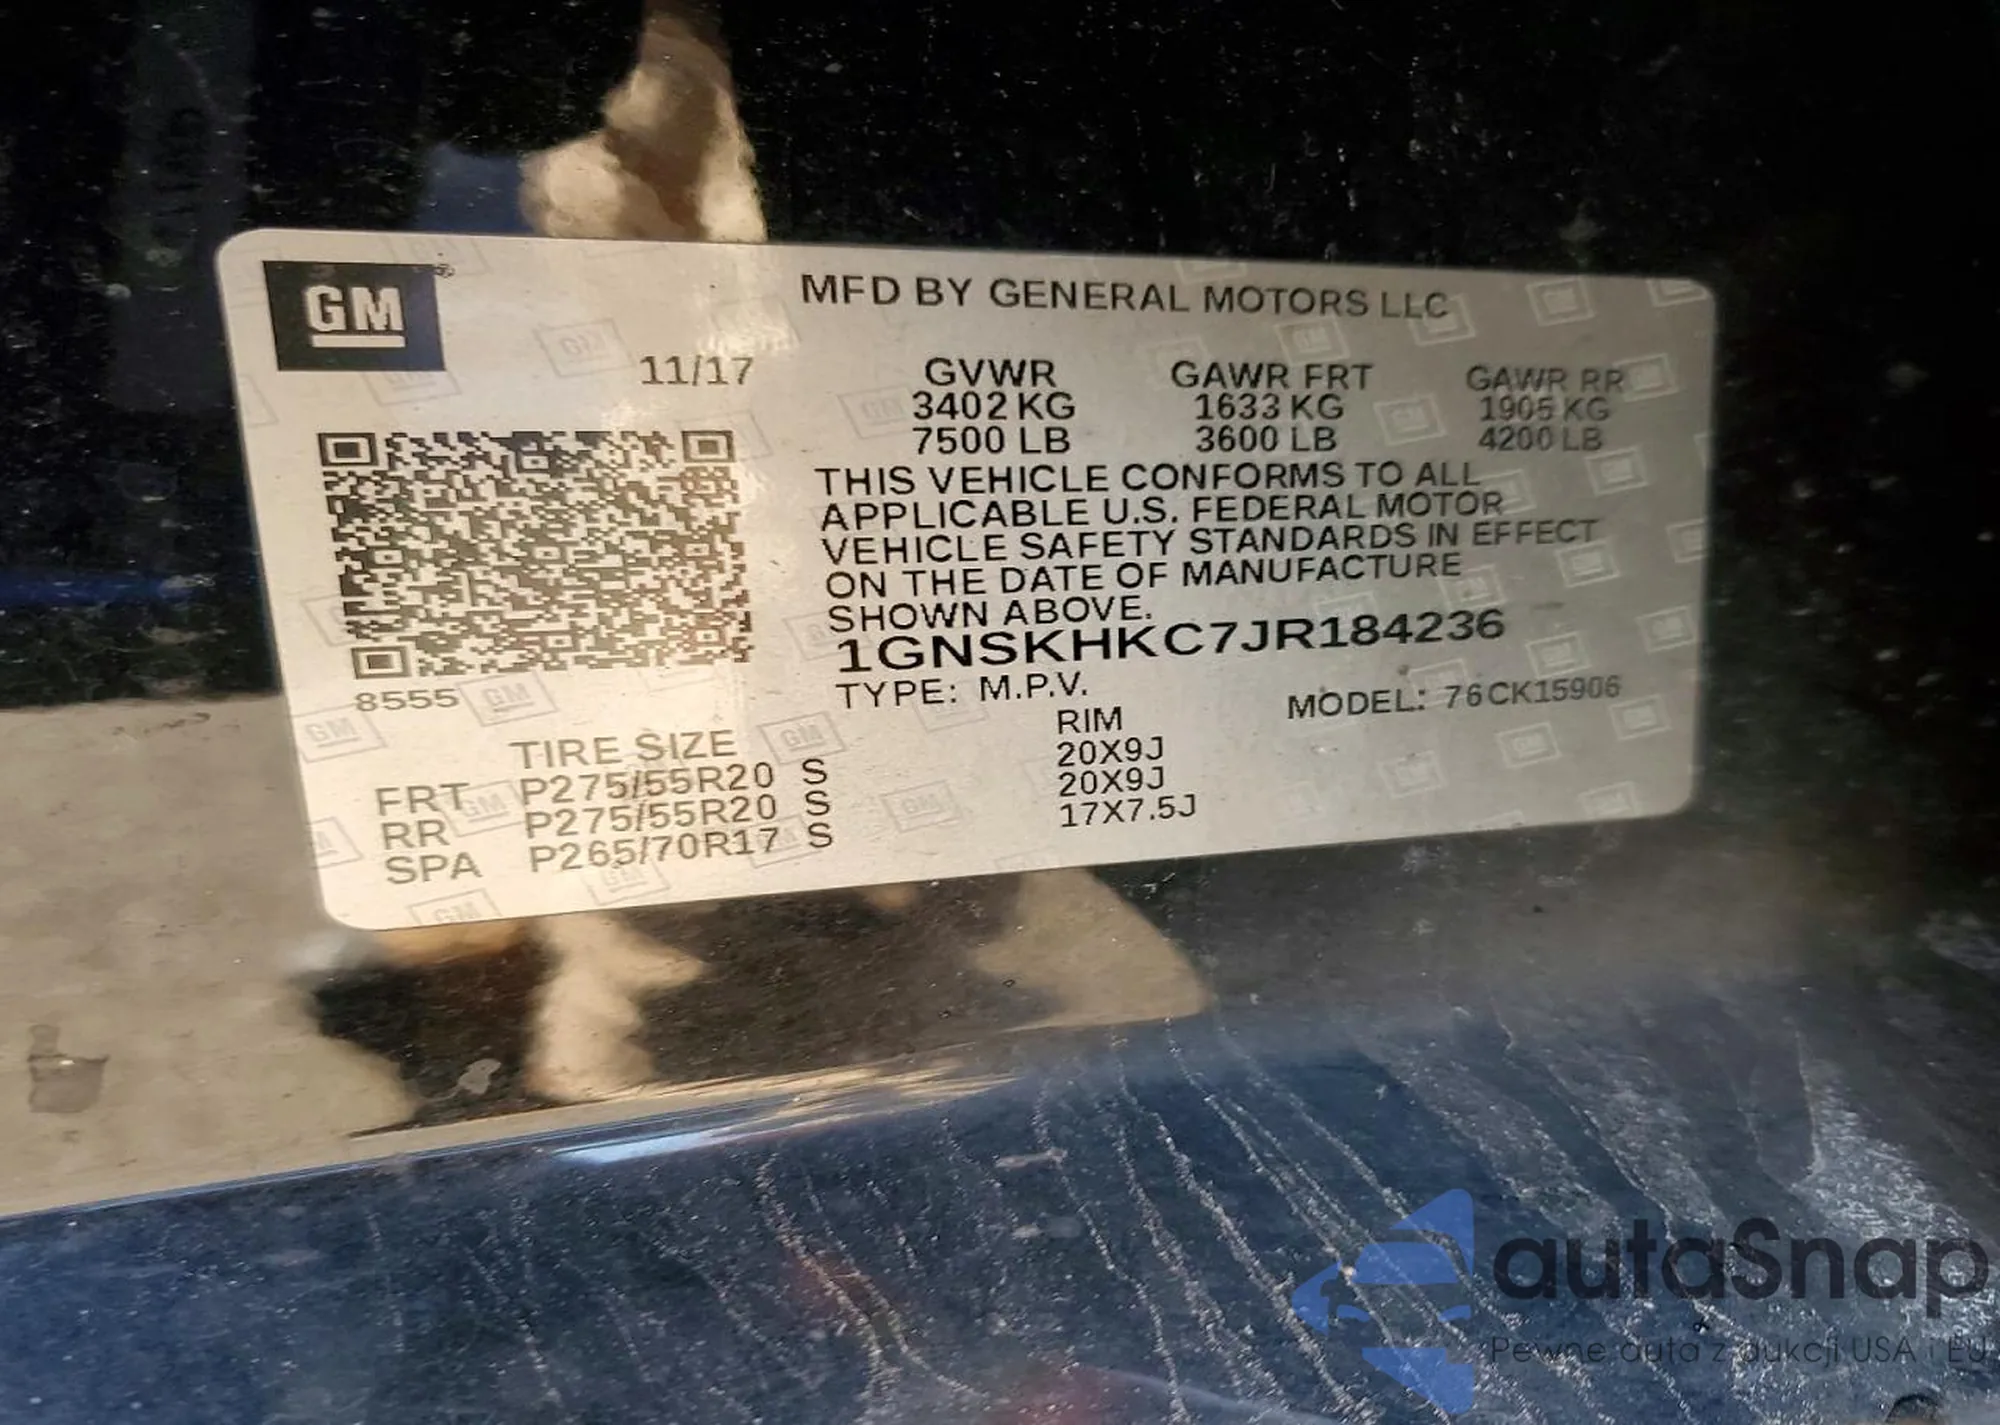 GM®
MFD BY GENERAL MOTORS LLC
11/17
GVWR GAWR FRT GAWR RR
3402 KG 1633 KG 1905 KG
7500 LB 3600 LB 4200 LB
THIS VEHICLE CONFORMS TO ALL
APPLICABLE U.S. FEDERAL MOTOR
VEHICLE SAFETY STANDARDS IN EFFECT
ON THE DATE OF MANUFACTURE
SHOWN ABOVE.
1GNSKHKC7JR184236
8555
TYPE: M.P.V. MODEL: 76CK15906
TIRE SIZE RIM
FRT P275/55R20 S 20X9J
RR P275/55R20 S 20X9J
SPA P265/70R17 S 17X7.5J
autaSnap
Pewne auta z aukcji USA i EU